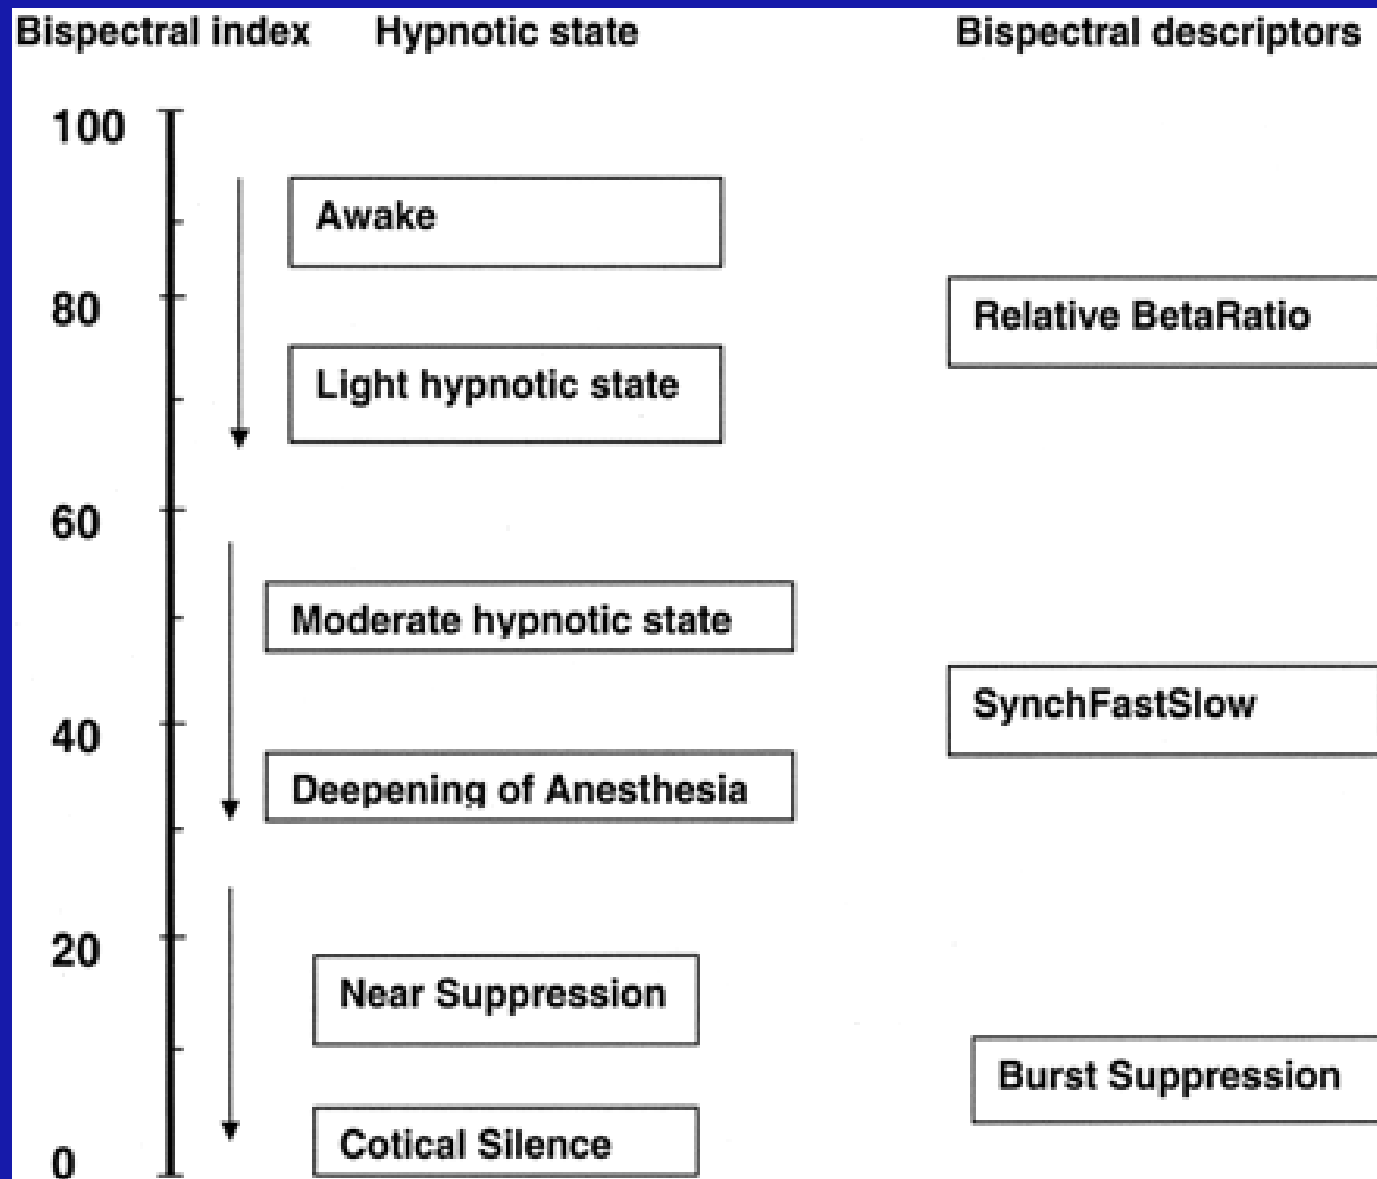 Bispectral index Hypnotic state Bispectral descriptors
100
Awake
80
Relative BetaRatio
Light hypnotic state
60
Moderate hypnotic state
SynchFastSlow
40
Deepening of Anesthesia
20
Near Suppression
Burst Suppression
Cotical Silence
0